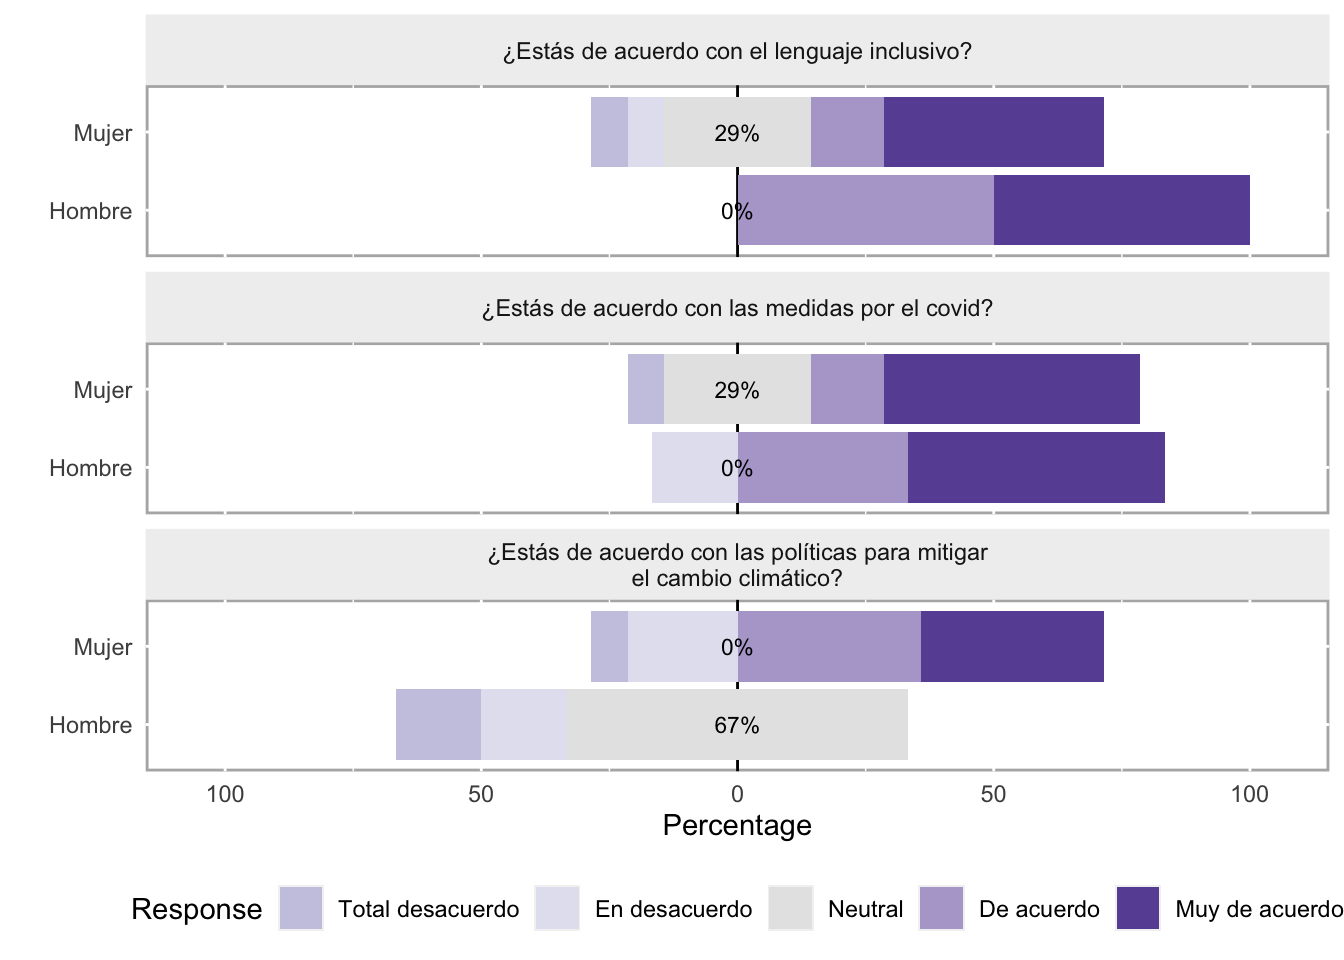 ¿Estás de acuerdo con el lenguaje inclusivo?
Mujer
29%
Hombre
0%
¿Estás de acuerdo con las medidas por el covid?
Mujer
29%
Hombre
0%
¿Estás de acuerdo con las políticas para mitigar
el cambio climático?
Mujer
0%
Hombre
67%
100 50 0 50 100
Percentage
Response Total desacuerdo En desacuerdo Neutral De acuerdo Muy de acuerdo